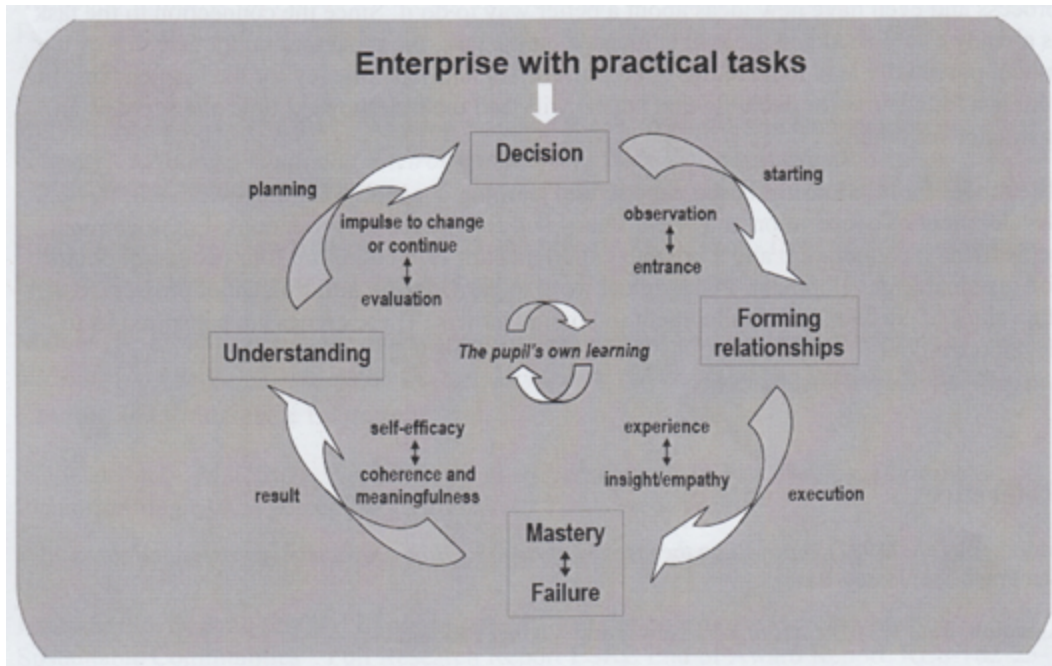 Enterprise with practical tasks
Decision
planning
starting
impulse to change
or continue
evaluation
observation
entrance
Understanding
The pupil's own learning
Forming
relationships
self-efficacy
coherence and
meaningfulness
result
experience
insight/empathy
execution
Mastery
Failure